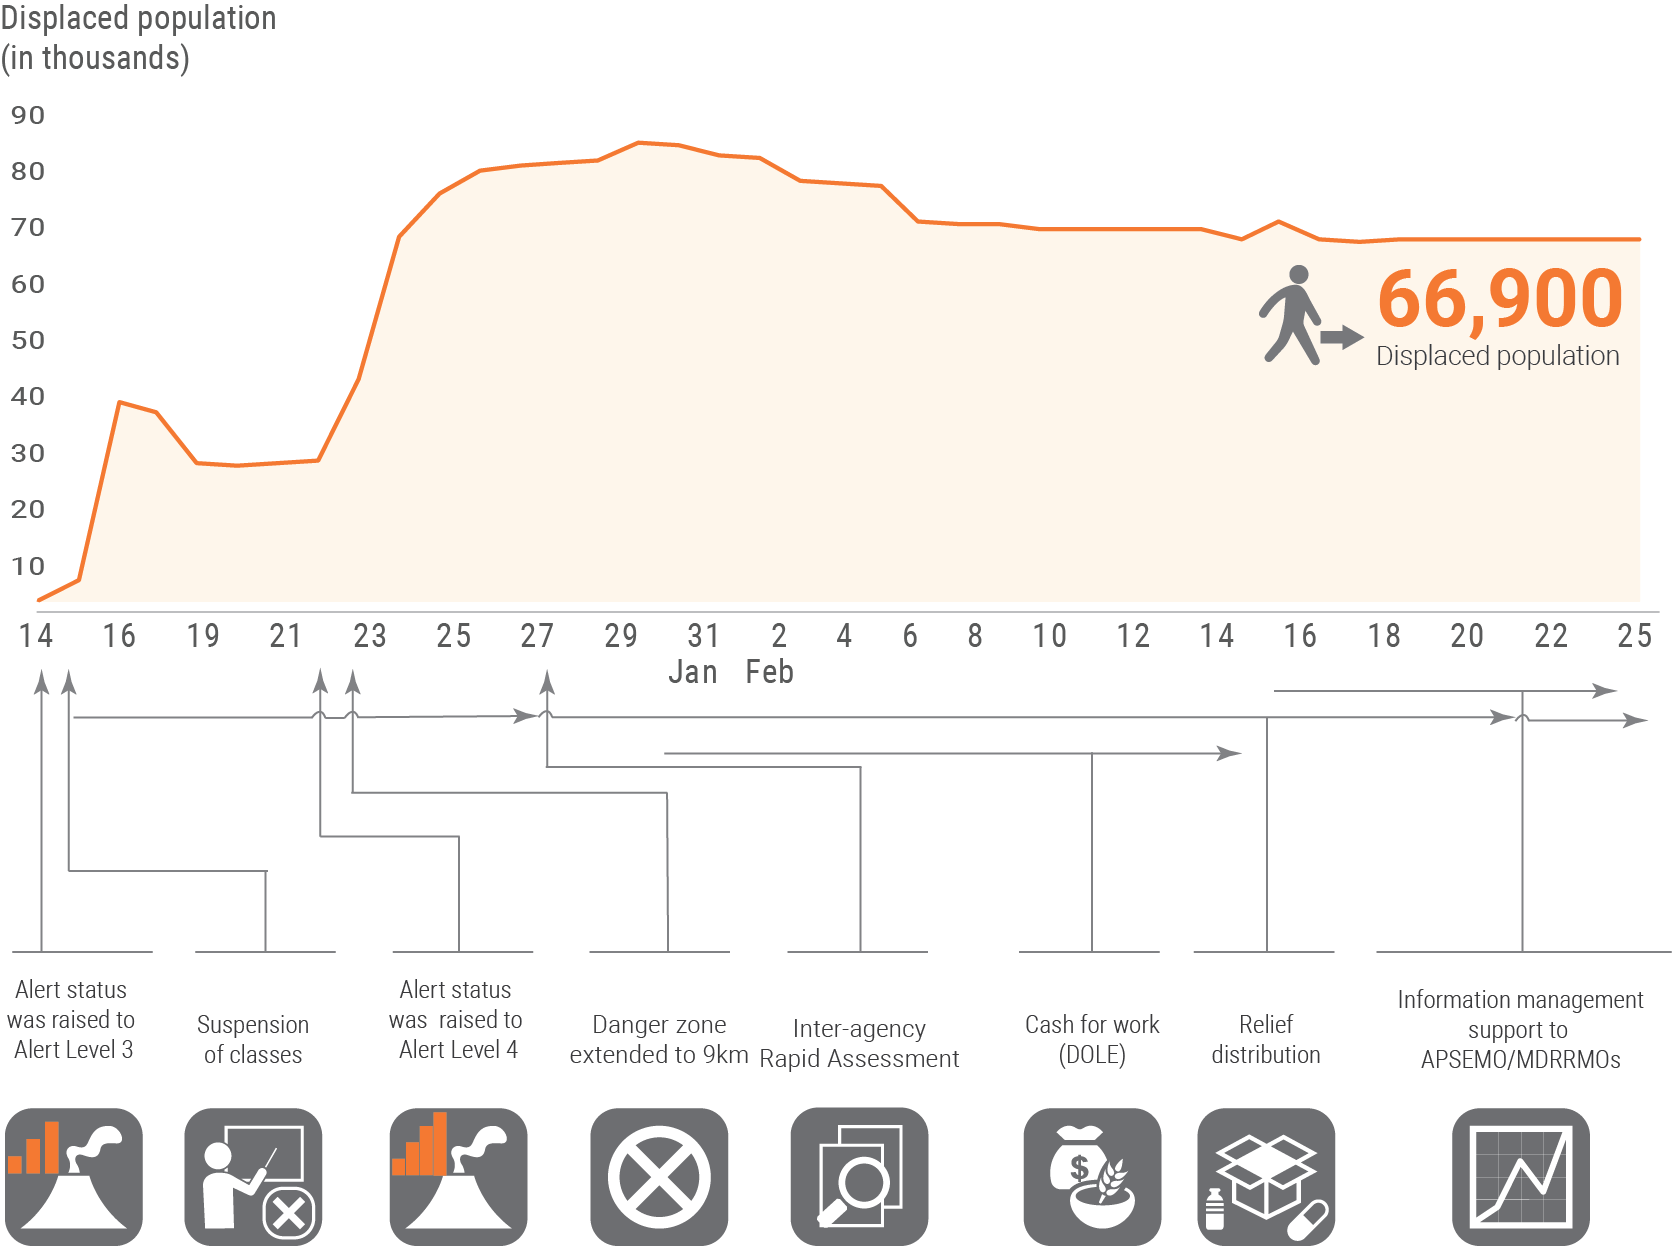 Displaced population
(in thousands)
90
80
70
60
50
40
30
20
10
66,900
Displaced population
14 16 19 21 23 25 27 29 31 2 4 6 8 10 12 14 16 18 20 22 25
Jan Feb
Alert status
was raised to
Alert Level 3
Suspension
of classes
Alert status
was raised to
Alert Level 4
Danger zone
extended to 9km
Inter-agency
Rapid Assessment
Cash for work
(DOLE)
Relief
distribution
Information management
support to
APSEMO/MDRRMOs
$